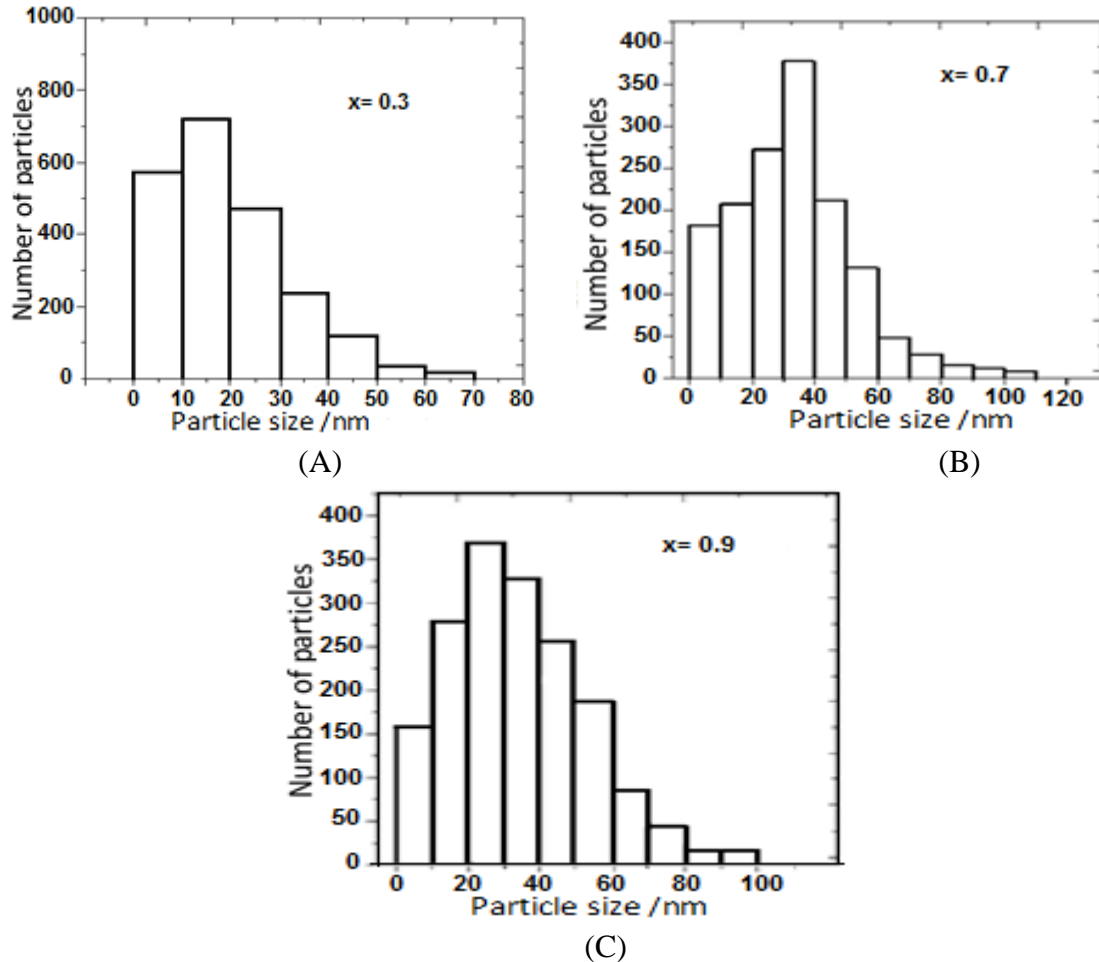 1000
800
600
400
200
0
Number of particles
x= 0.3
0 10 20 30 40 50 60 70 80
Particle size /nm
(A)
400
350
300
250
200
150
100
50
0
Number of particles
x= 0.7
0 20 40 60 80 100 120
Particle size /nm
(B)
400
350
300
250
200
150
100
50
0
Number of particles
x= 0.9
0 20 40 60 80 100
Particle size /nm
(C)